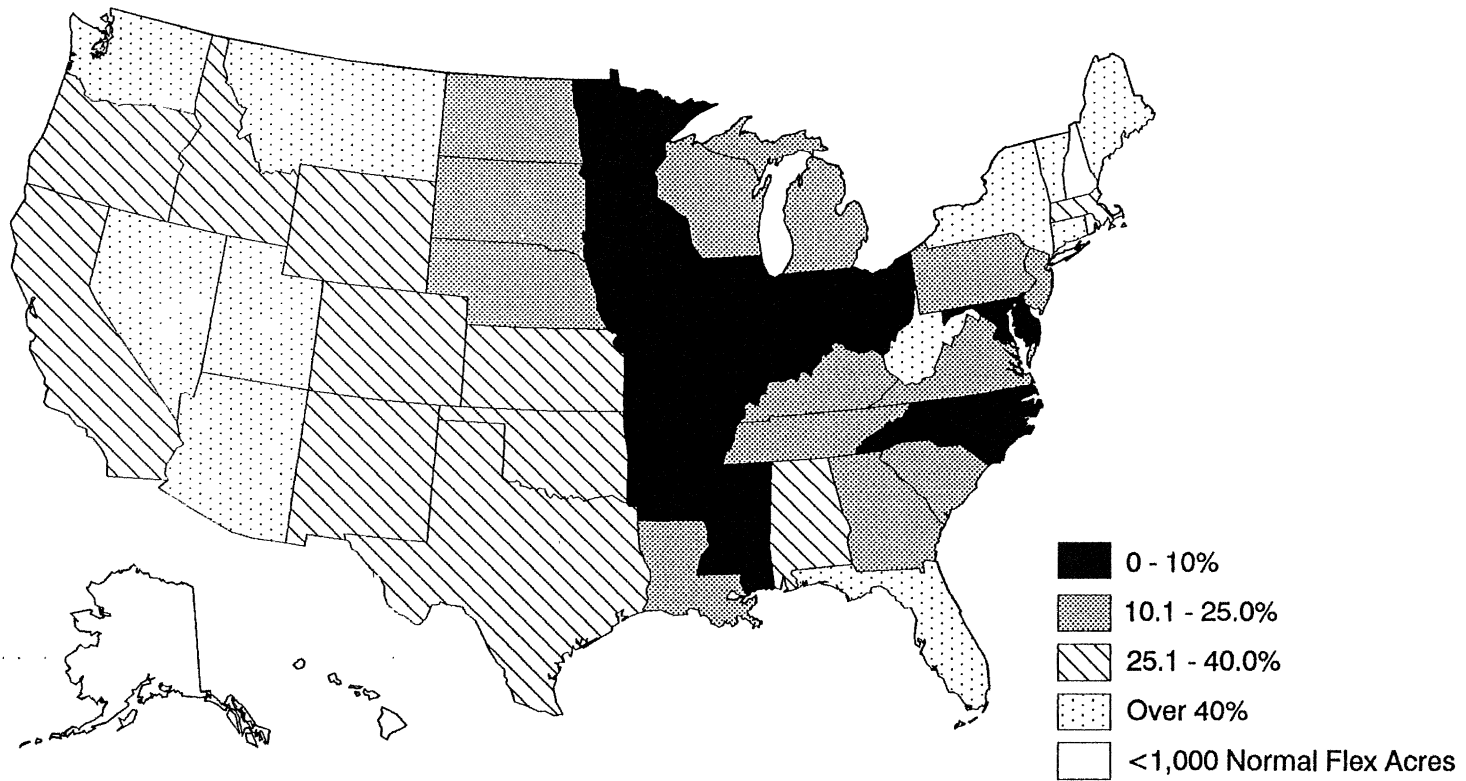 0 - 10%
10.1 - 25.0%
25.1 - 40.0%
Over 40%
<1,000 Normal Flex Acres